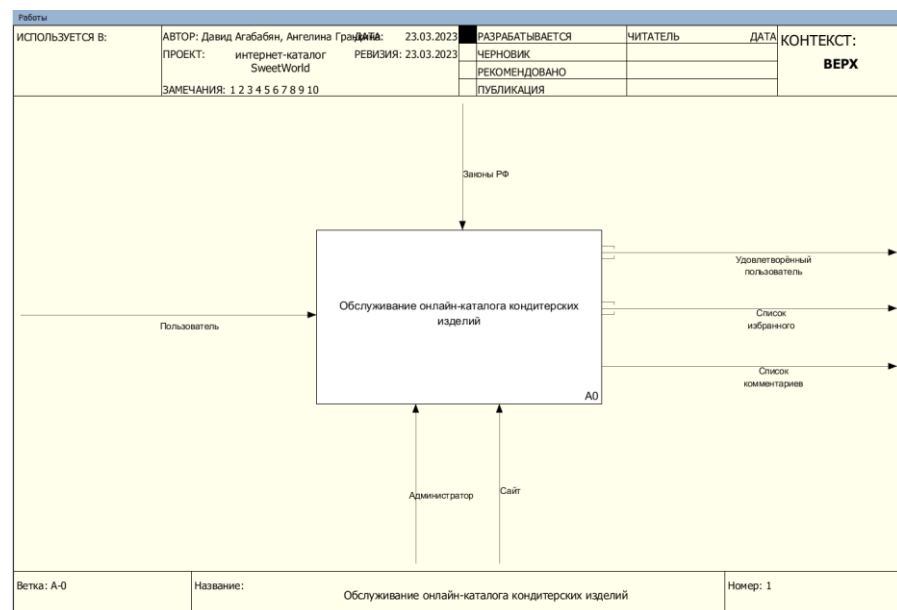 Работы
ИСПОЛЬЗУЕТСЯ В:
АВТОР: Давид Агабабян, Ангелина
ДАТА: 23.03.2023
РАЗРАБАТЫВАЕТСЯ
ЧИТАТЕЛЬ
ДАТА
КОНТЕКСТ:
ПРОЕКТ: интернет-каталог
SweetWorld
РЕВИЗИЯ: 23.03.2023
ЧЕРНОВИК
ВЕРХ
РЕКОМЕНДОВАНО
ЗАМЕЧАНИЯ: 1 2 3 4 5 6 7 8 9 10
ПУБЛИКАЦИЯ
Законы РФ
Удовлетворённый
пользователь
Обслуживание онлайн-каталога кондитерских
изделий
Пользователь
Список
избранного
Список
комментариев
A0
Администратор
Сайт
Ветка: A-0
Название:
Обслуживание онлайн-каталога кондитерских изделий
Номер: 1